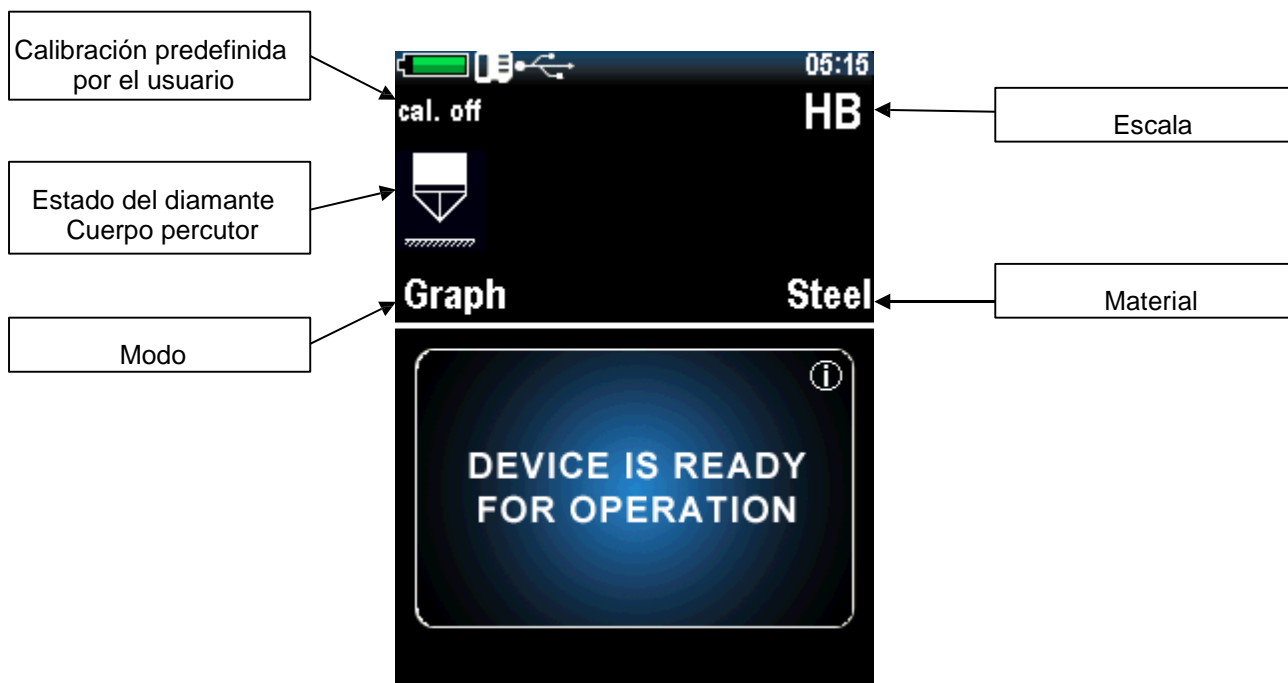 Calibración predefinida
por el usuario
05:15
cal. off
HB
Escala
Estado del diamante
Cuerpo percutor
Graph
Steel
Material
Modo
DEVICE IS READY
FOR OPERATION